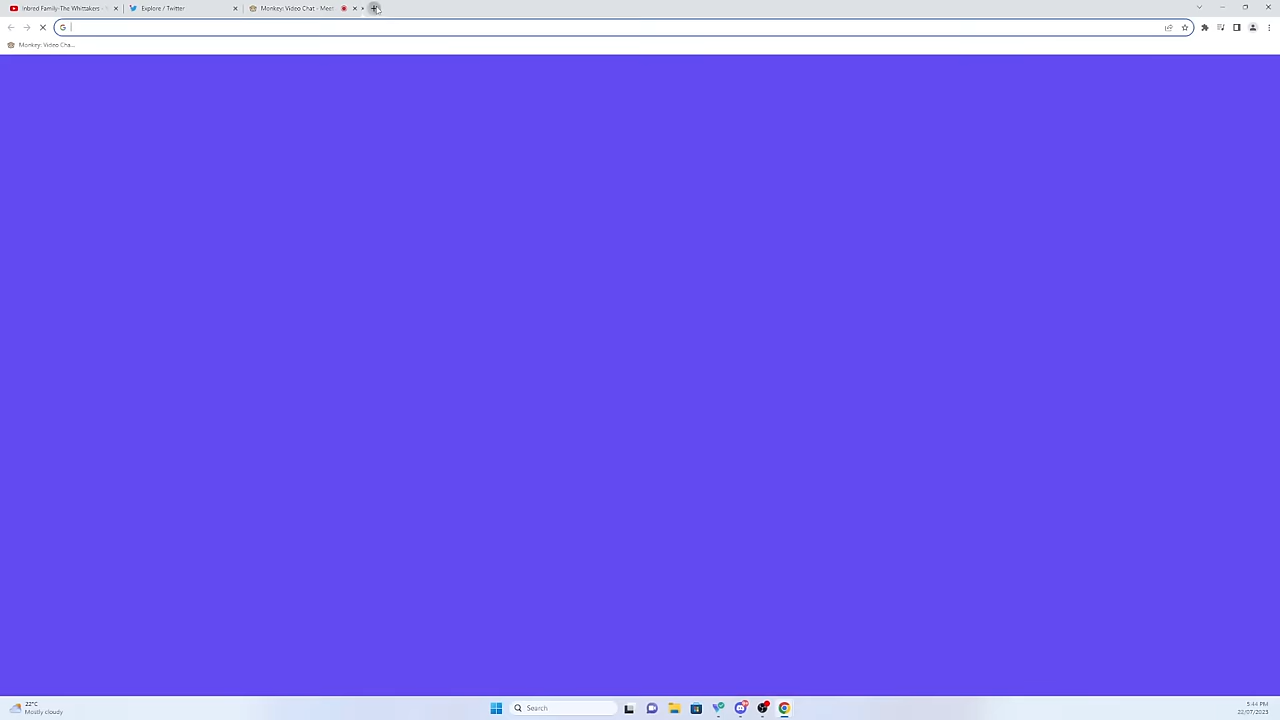 Inbred Family-The Whittakers -
Explore / Twitter
Monkey: Video Chat - Meet
Monkey: Video Cha...
22°C
Mostly cloudy
Search
5:44 PM
22/07/2023